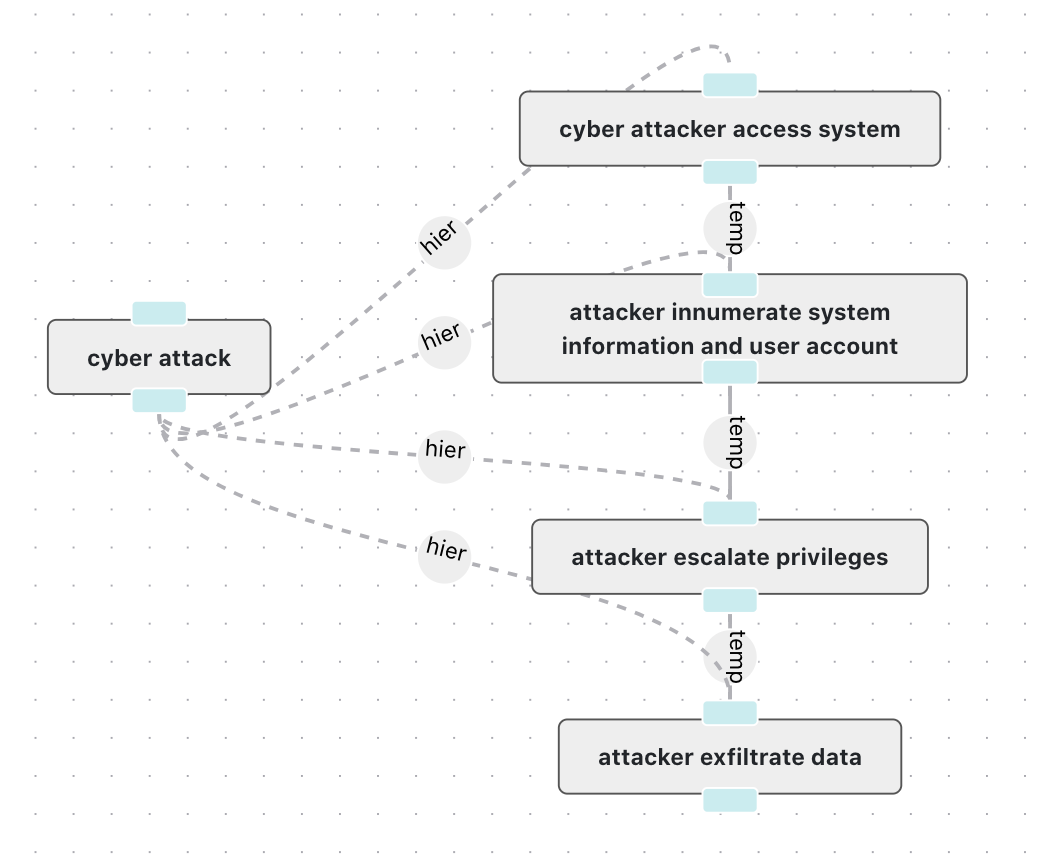 cyber attacker access system
hier
temp
hier
attacker innumerate system
information and user account
cyber attack
hier
temp
hier
attacker escalate privileges
temp
attacker exfiltrate data